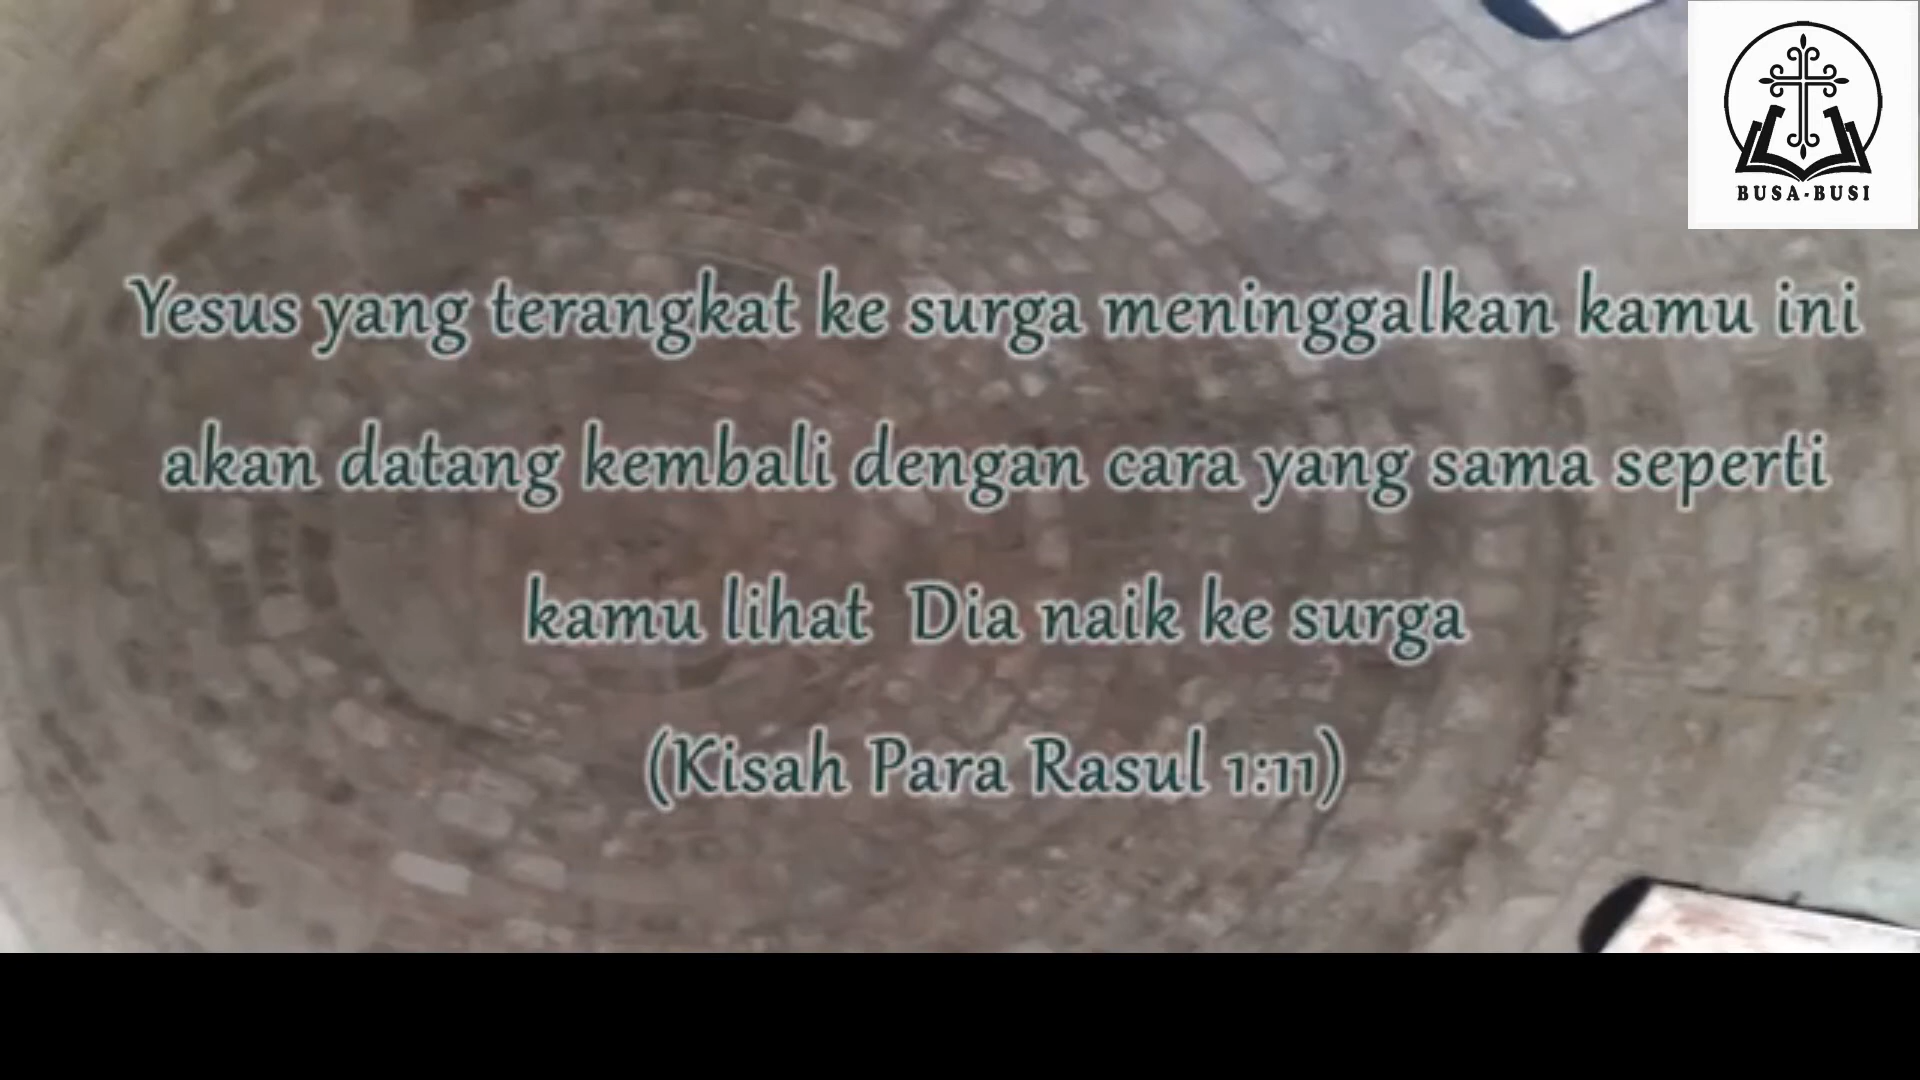 BUSA-BUSI
Yesus yang terangkat ke surga meninggalkan kamu ini
akan datang kembali dengan cara yang sama seperti
kamu lihat Dia naik ke surga
(Kisah Para Rasul 1:11)